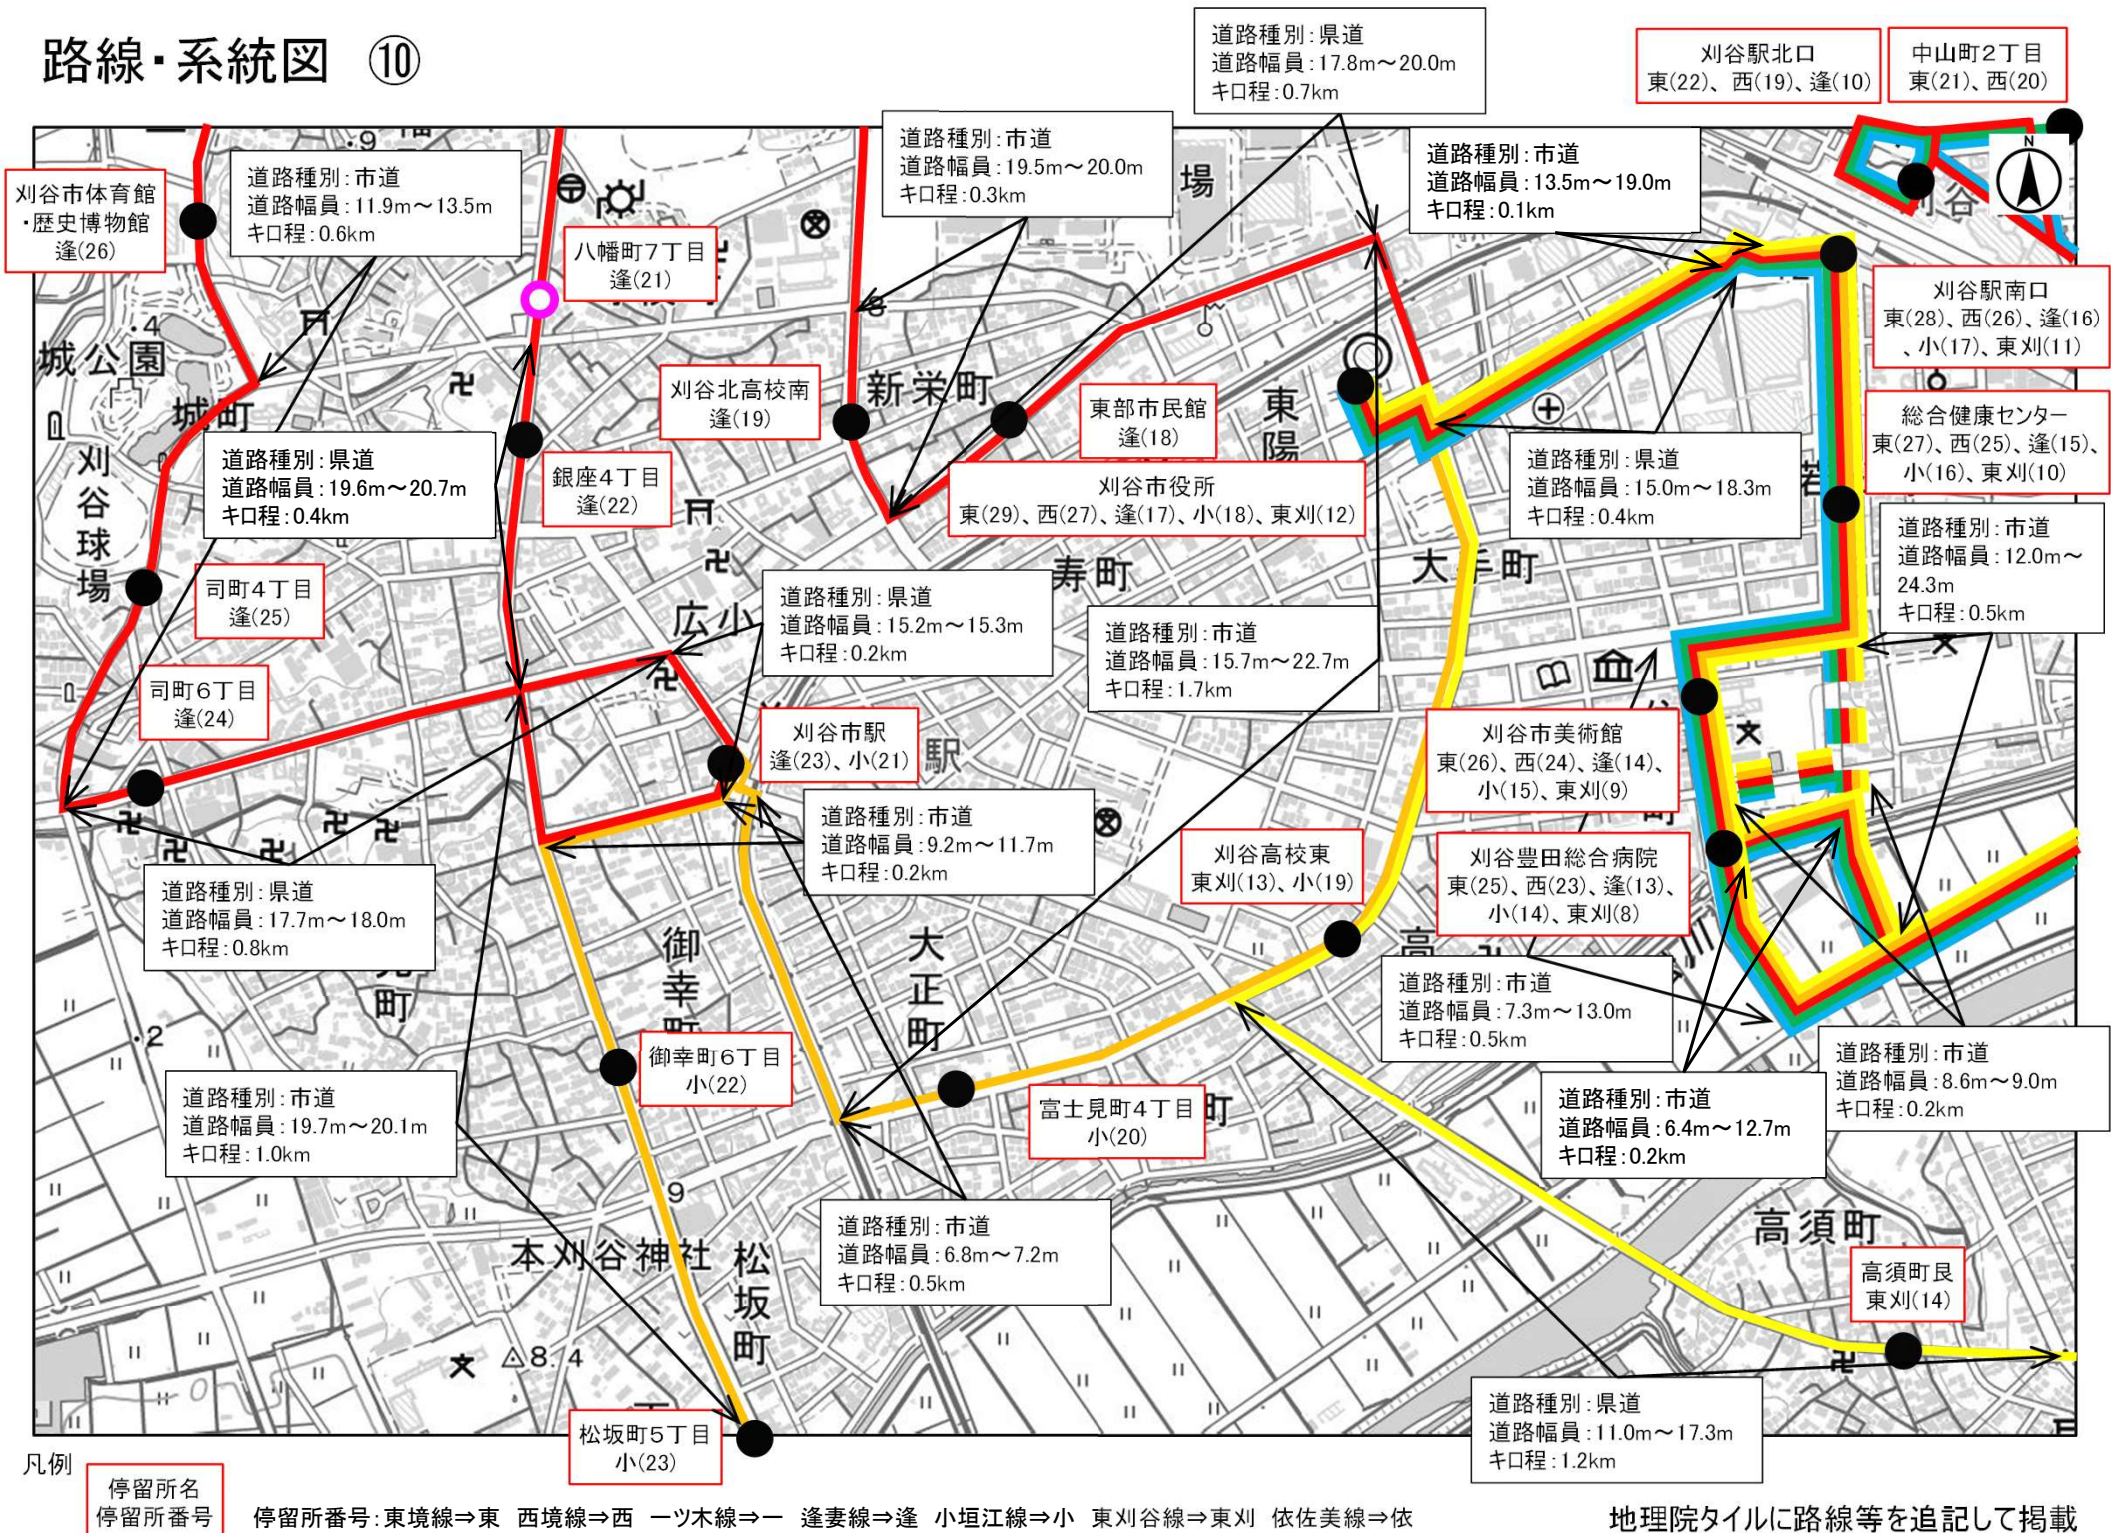 路線・系統図 ⑩
道路種別：県道
道路幅員：17.8m～20.0m
キロ程：0.7km
刈谷駅北口
東(22)、西(19)、逢(10)
中山町２丁目
東(21)、西(20)
刈谷市体育館
・歴史博物館
逢(26)
道路種別：市道
道路幅員：11.9m～13.5m
キロ程：0.6km
道路種別：市道
道路幅員：19.5m～20.0m
キロ程：0.3km
道路種別：市道
道路幅員：13.5m～19.0m
キロ程：0.1km
N
・9
場
八幡町７丁目
逢(21)
8
刈谷駅南口
東(28)、西(26)、逢(16)
、小(17)、東刈(11)
・4
城公園
城町
刈谷球場
刈谷北高校南
逢(19)
新栄町
東部市民館
逢(18)
東陽
総合健康センター
東(27)、西(25)、逢(15)、
小(16)、東刈(10)
道路種別：県道
道路幅員：19.6m～20.7m
キロ程：0.4km
銀座４丁目
逢(22)
刈谷市役所
東(29)、西(27)、逢(17)、小(18)、東刈(12)
道路種別：県道
道路幅員：15.0m～18.3m
キロ程：0.4km
若
道路種別：市道
道路幅員：12.0m～
24.3m
キロ程：0.5km
司町４丁目
逢(25)
寿町
大手町
広小
道路種別：県道
道路幅員：15.2m～15.3m
キロ程：0.2km
道路種別：市道
道路幅員：15.7m～22.7m
キロ程：1.7km
司町６丁目
逢(24)
刈谷市駅
逢(23)、小(21)
駅
刈谷市美術館
東(26)、西(24)、逢(14)、
小(15)、東刈(9)
道路種別：市道
道路幅員：9.2m～11.7m
キロ程：0.2km
刈谷高校東
東刈(13)、小(19)
刈谷豊田総合病院
東(25)、西(23)、逢(13)、
小(14)、東刈(8)
道路種別：県道
道路幅員：17.7m～18.0m
キロ程：0.8km
町
御幸町
大正町
高
道路種別：市道
道路幅員：7.3m～13.0m
キロ程：0.5km
・2
御幸町６丁目
小(22)
道路種別：市道
道路幅員：8.6m～9.0m
キロ程：0.2km
道路種別：市道
道路幅員：19.7m～20.1m
キロ程：1.0km
富士見町４丁目
小(20)
町
道路種別：市道
道路幅員：6.4m～12.7m
キロ程：0.2km
9
道路種別：市道
道路幅員：6.8m～7.2m
キロ程：0.5km
高須町
本刈谷神社
松坂町
高須町艮
東刈(14)
8.4
道路種別：県道
道路幅員：11.0m～17.3m
キロ程：1.2km
松坂町５丁目
小(23)
凡例
停留所名
停留所番号
停留所番号：東境線⇒東 西境線⇒西 一ツ木線⇒一 逢妻線⇒逢 小垣江線⇒小 東刈谷線⇒東刈 依佐美線⇒依
地理院タイルに路線等を追記して掲載